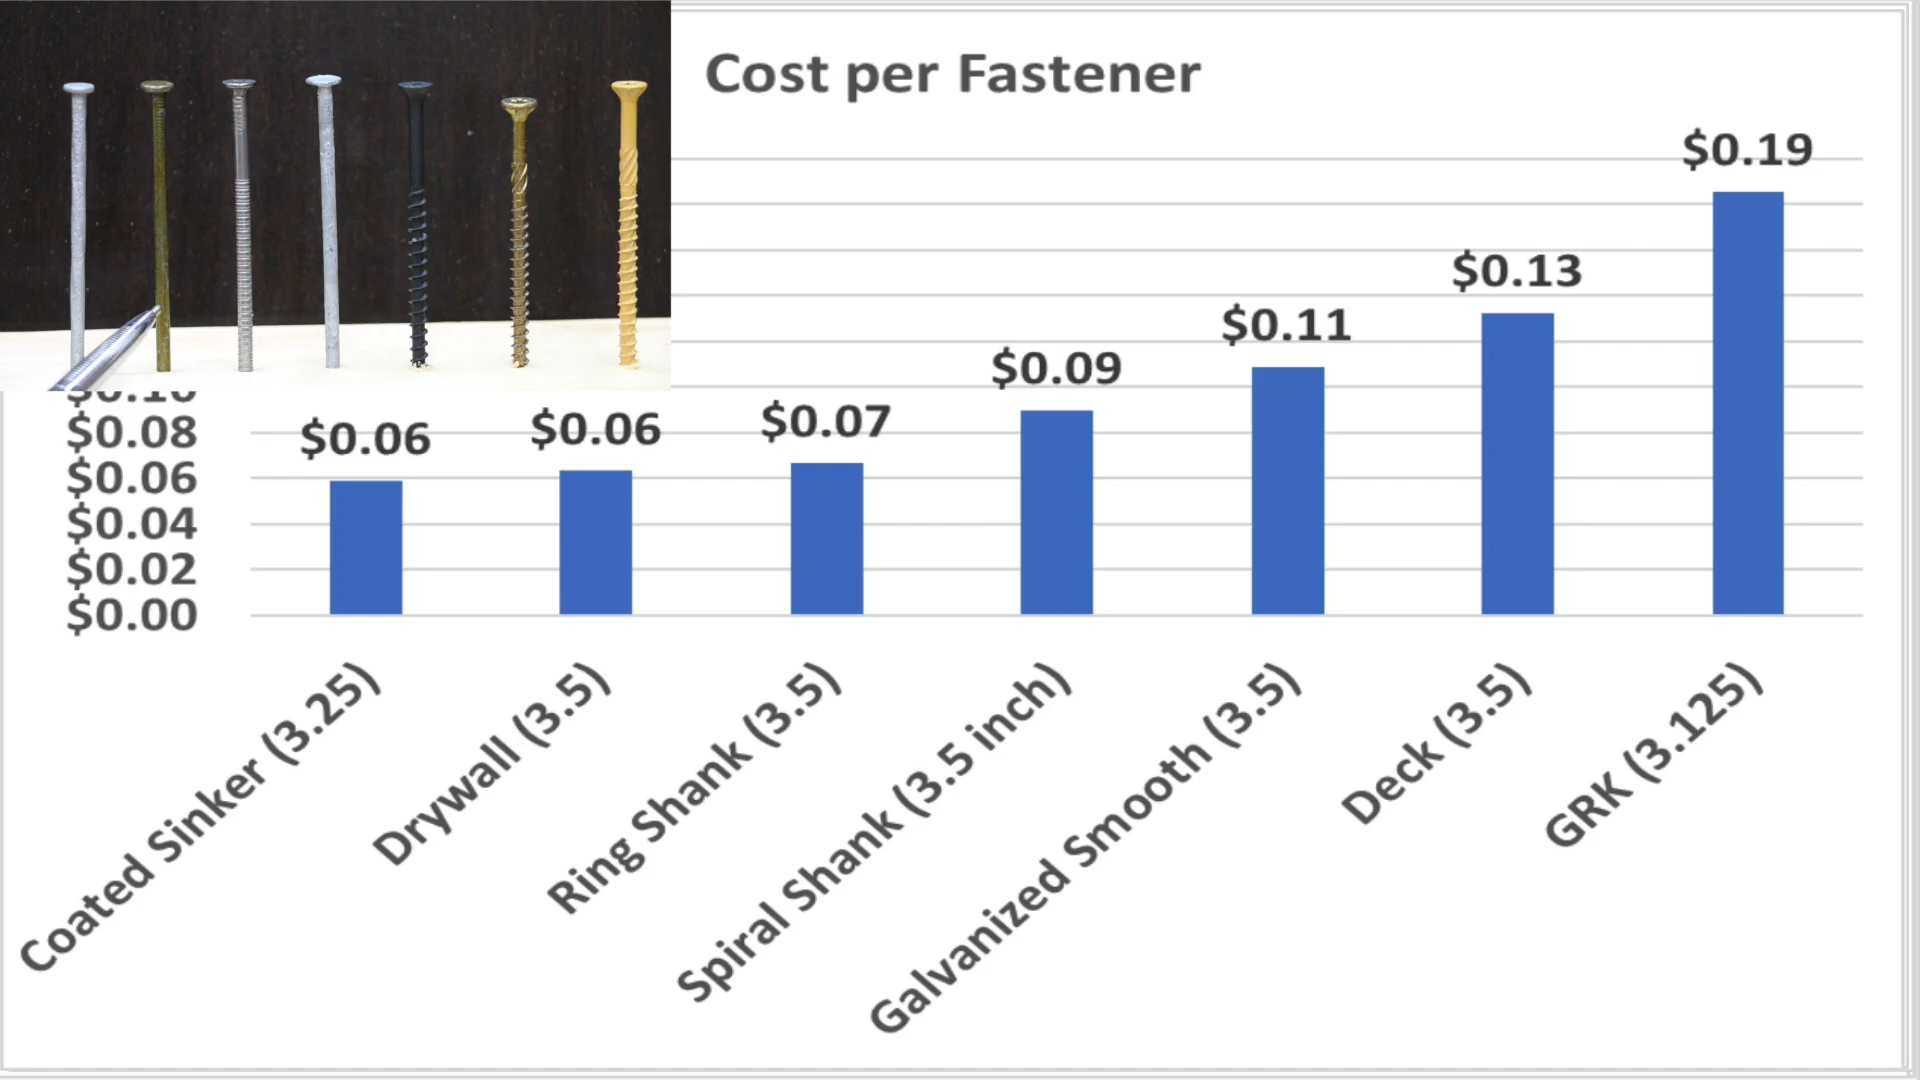 Cost per Fastener
$0.19
$0.13
$0.11
$0.09
$0.07
$0.06
$0.06
$0.08
$0.06
$0.04
$0.02
$0.00
Coated Sinker (3.25)
Drywall (3.5)
Ring Shank (3.5)
Spiral Shank (3.5 inch)
Galvanized Smooth (3.5)
Deck (3.5)
GRK (3.125)